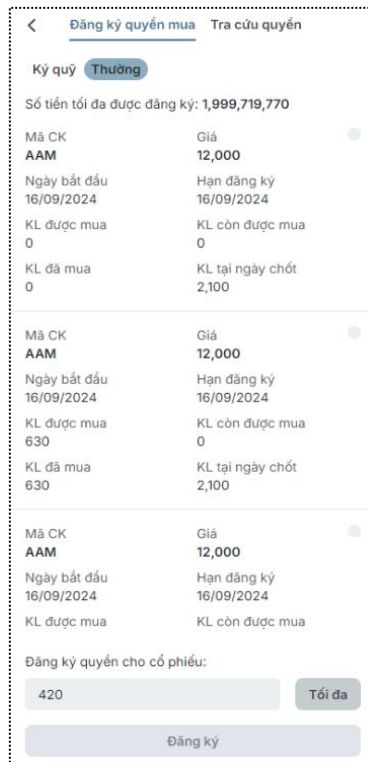 Đăng ký quyền mua Tra cứu quyền
Ký quỹ Thường
Số tiền tối đa được đăng ký: 1,999,719,770
Mã CK Giá
AAM 12,000
Ngày bắt đầu Hạn đăng ký
16/09/2024 16/09/2024
KL được mua KL còn được mua
0 0
KL đã mua KL tại ngày chốt
0 2,100
Mã CK Giá
AAM 12,000
Ngày bắt đầu Hạn đăng ký
16/09/2024 16/09/2024
KL được mua KL còn được mua
630 0
KL đã mua KL tại ngày chốt
630 2,100
Mã CK Giá
AAM 12,000
Ngày bắt đầu Hạn đăng ký
16/09/2024 16/09/2024
KL được mua KL còn được mua
Đăng ký quyền cho cổ phiếu:
420 Tối đa
Đăng ký